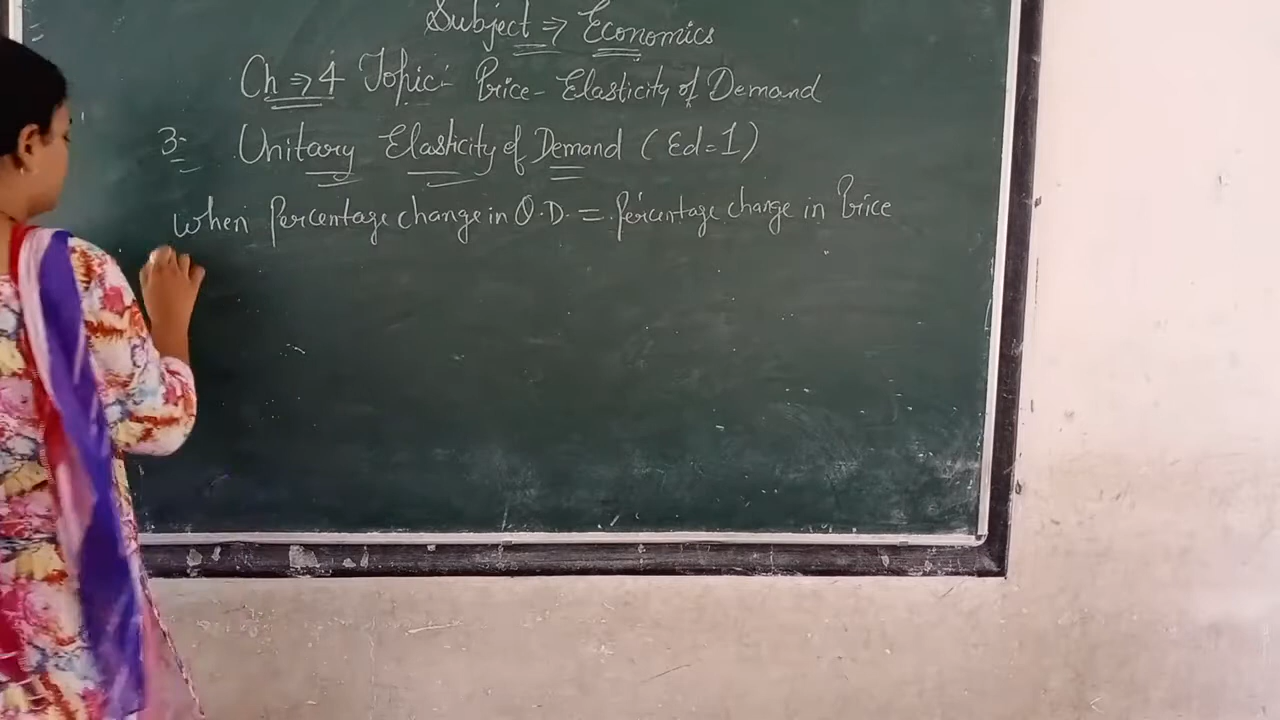 Subject ⇒ Economics
Ch ⇒ 4 Topic:- Price-Elasticity of Demand
3:- Unitary Elasticity of Demand (Ed=1)
When Percentage change in Q.D. = Percentage change in Price